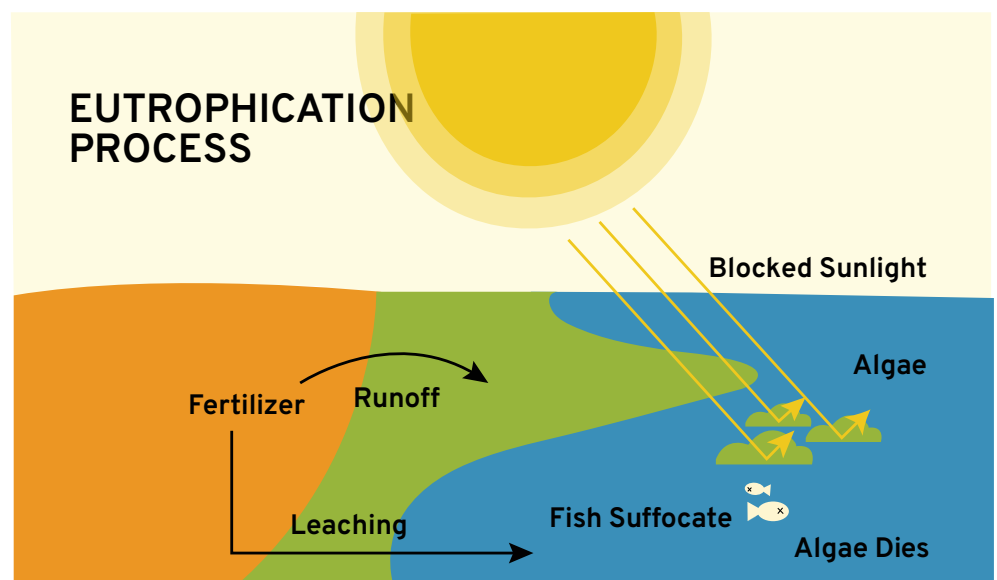 EUTROPHICATION
PROCESS
Blocked Sunlight
Algae
Fertilizer
Runoff
Leaching
Fish Suffocate
Algae Dies